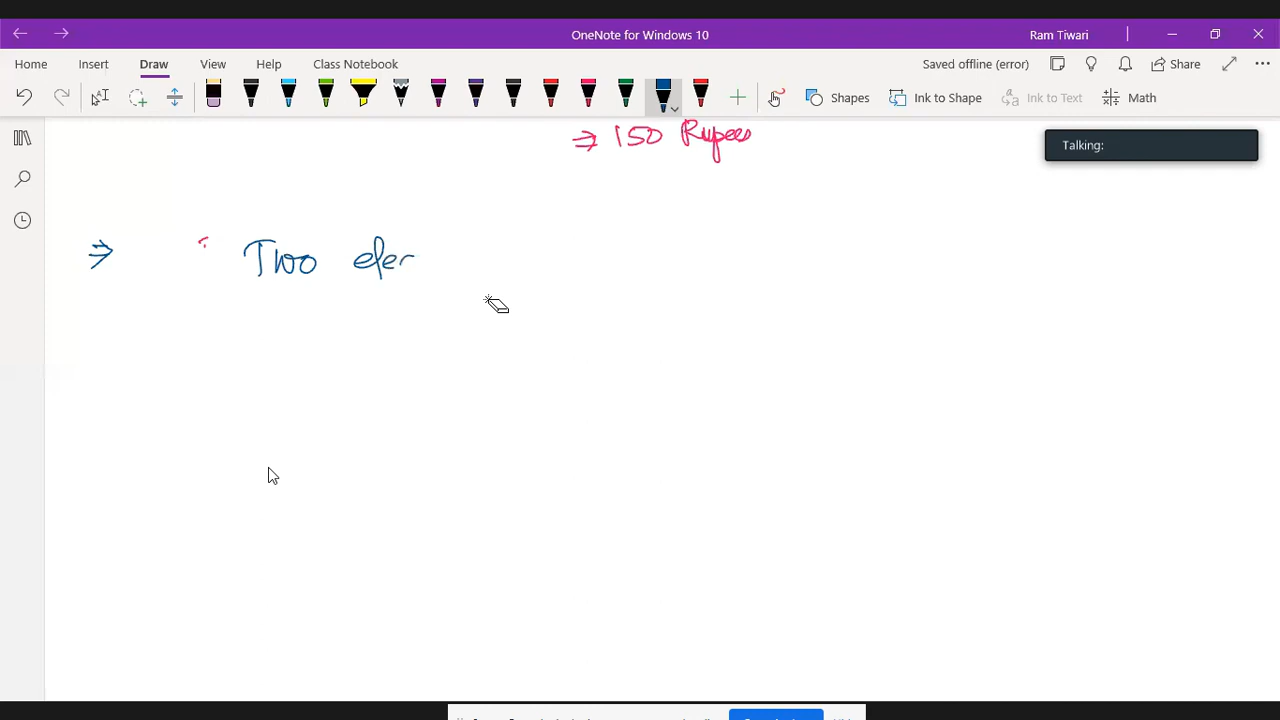 OneNote for Windows 10
Ram Tiwari
Home Insert Draw View Help Class Notebook
Saved offline (error) Share
Shapes Ink to Shape Ink to Text Math
⇒ 150 Rupees
Talking:
⇒ Two